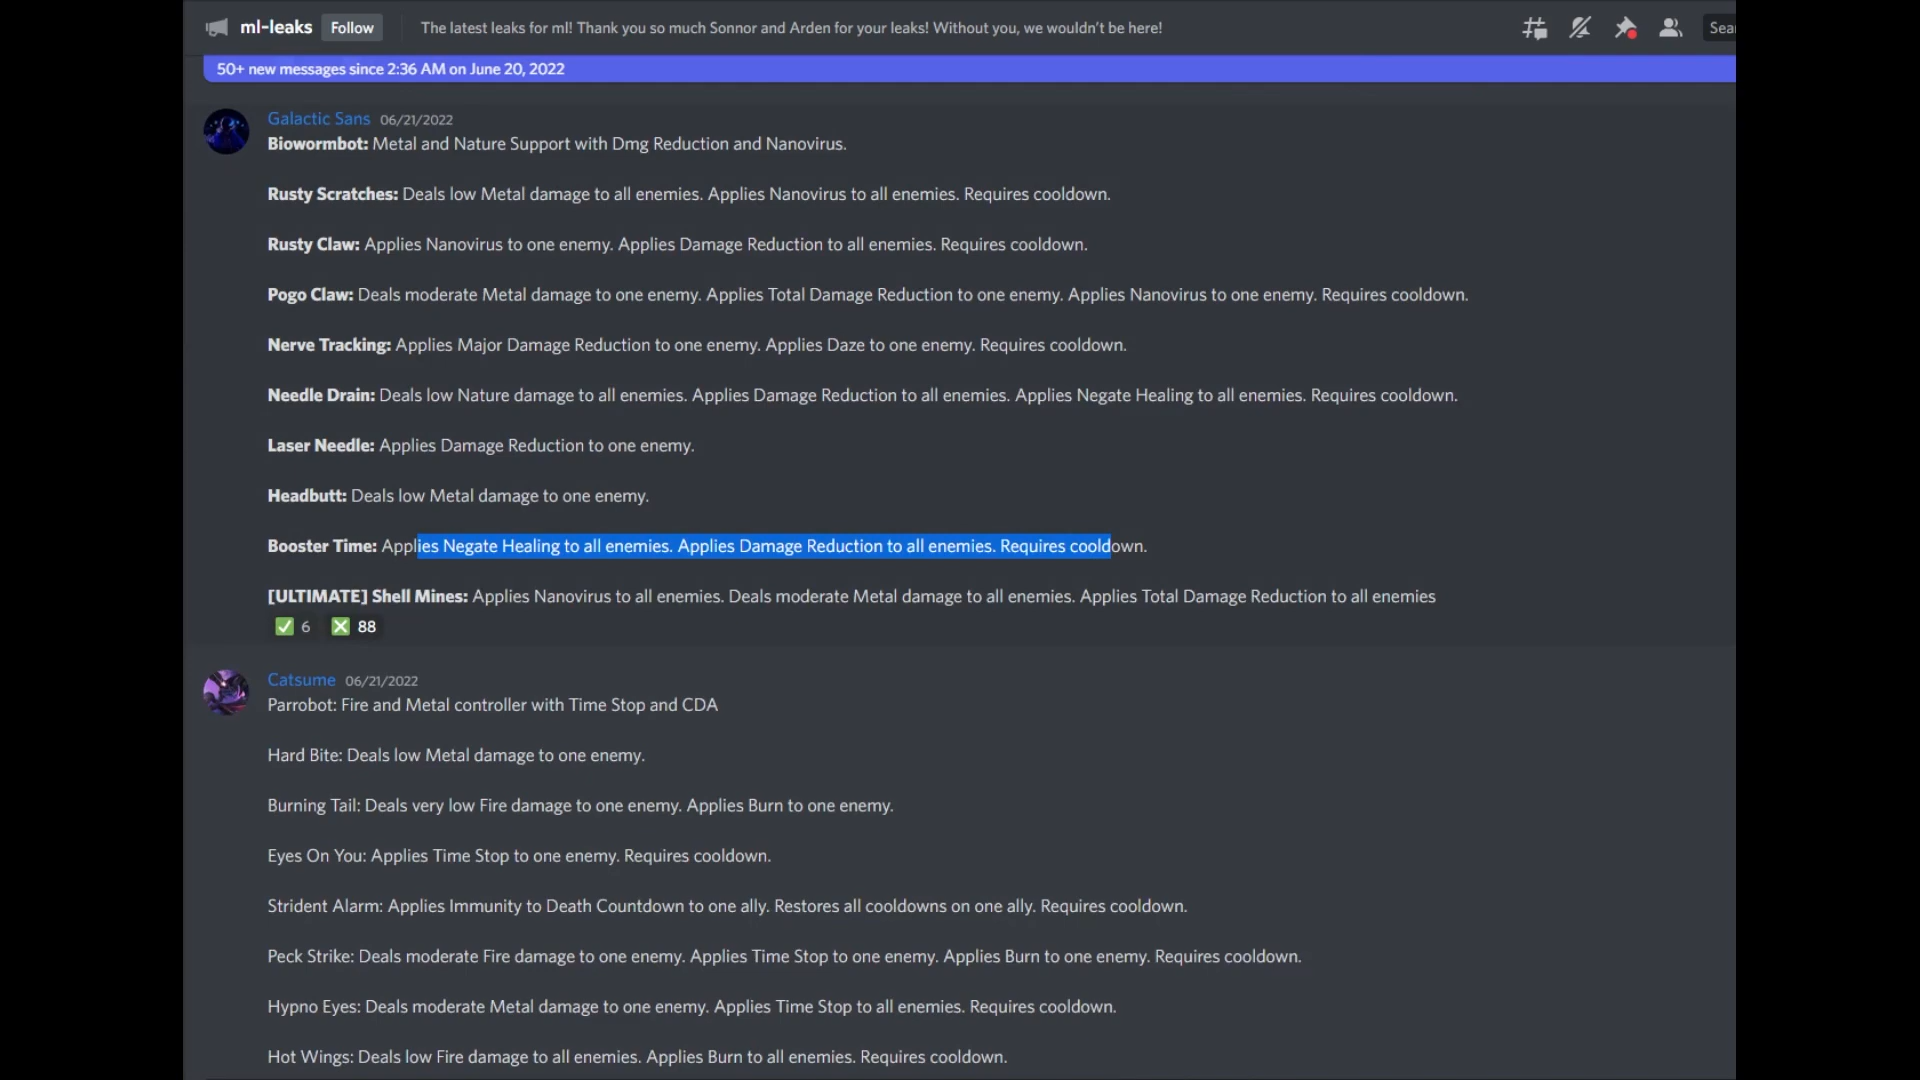 ml-leaks Follow The latest leaks for ml! Thank you so much Sonnor and Arden for your leaks! Without you, we wouldn't be here!
50+ new messages since 2:36 AM on June 20, 2022
Galactic Sans 06/21/2022
Biowormbot: Metal and Nature Support with Dmg Reduction and Nanovirus.
Rusty Scratches: Deals low Metal damage to all enemies. Applies Nanovirus to all enemies. Requires cooldown.
Rusty Claw: Applies Nanovirus to one enemy. Applies Damage Reduction to all enemies. Requires cooldown.
Pogo Claw: Deals moderate Metal damage to one enemy. Applies Total Damage Reduction to one enemy. Applies Nanovirus to one enemy. Requires cooldown.
Nerve Tracking: Applies Major Damage Reduction to one enemy. Applies Daze to one enemy. Requires cooldown.
Needle Drain: Deals low Nature damage to all enemies. Applies Damage Reduction to all enemies. Applies Negate Healing to all enemies. Requires cooldown.
Laser Needle: Applies Damage Reduction to one enemy.
Headbutt: Deals low Metal damage to one enemy.
Booster Time: Applies Negate Healing to all enemies. Applies Damage Reduction to all enemies. Requires cooldown.
[ULTIMATE] Shell Mines: Applies Nanovirus to all enemies. Deals moderate Metal damage to all enemies. Applies Total Damage Reduction to all enemies
6 88
Catsume 06/21/2022
Parrobot: Fire and Metal controller with Time Stop and CDA
Hard Bite: Deals low Metal damage to one enemy.
Burning Tail: Deals very low Fire damage to one enemy. Applies Burn to one enemy.
Eyes On You: Applies Time Stop to one enemy. Requires cooldown.
Strident Alarm: Applies Immunity to Death Countdown to one ally. Restores all cooldowns on one ally. Requires cooldown.
Peck Strike: Deals moderate Fire damage to one enemy. Applies Time Stop to one enemy. Applies Burn to one enemy. Requires cooldown.
Hypno Eyes: Deals moderate Metal damage to one enemy. Applies Time Stop to all enemies. Requires cooldown.
Hot Wings: Deals low Fire damage to all enemies. Applies Burn to all enemies. Requires cooldown.